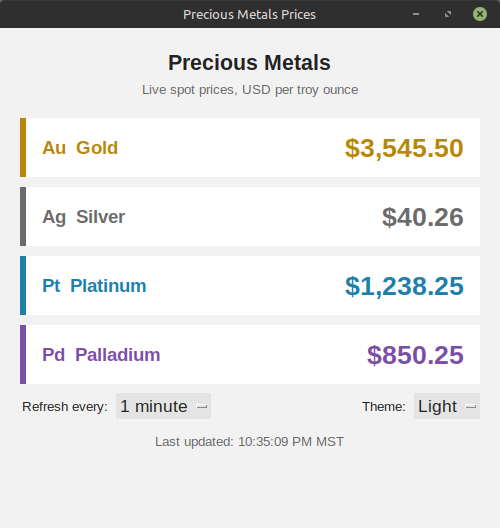 Precious Metals Prices
Precious Metals
Live spot prices, USD per troy ounce
Au Gold $3,545.50
Ag Silver $40.26
Pt Platinum $1,238.25
Pd Palladium $850.25
Refresh every: 1 minute Theme: Light
Last updated: 10:35:09 PM MST